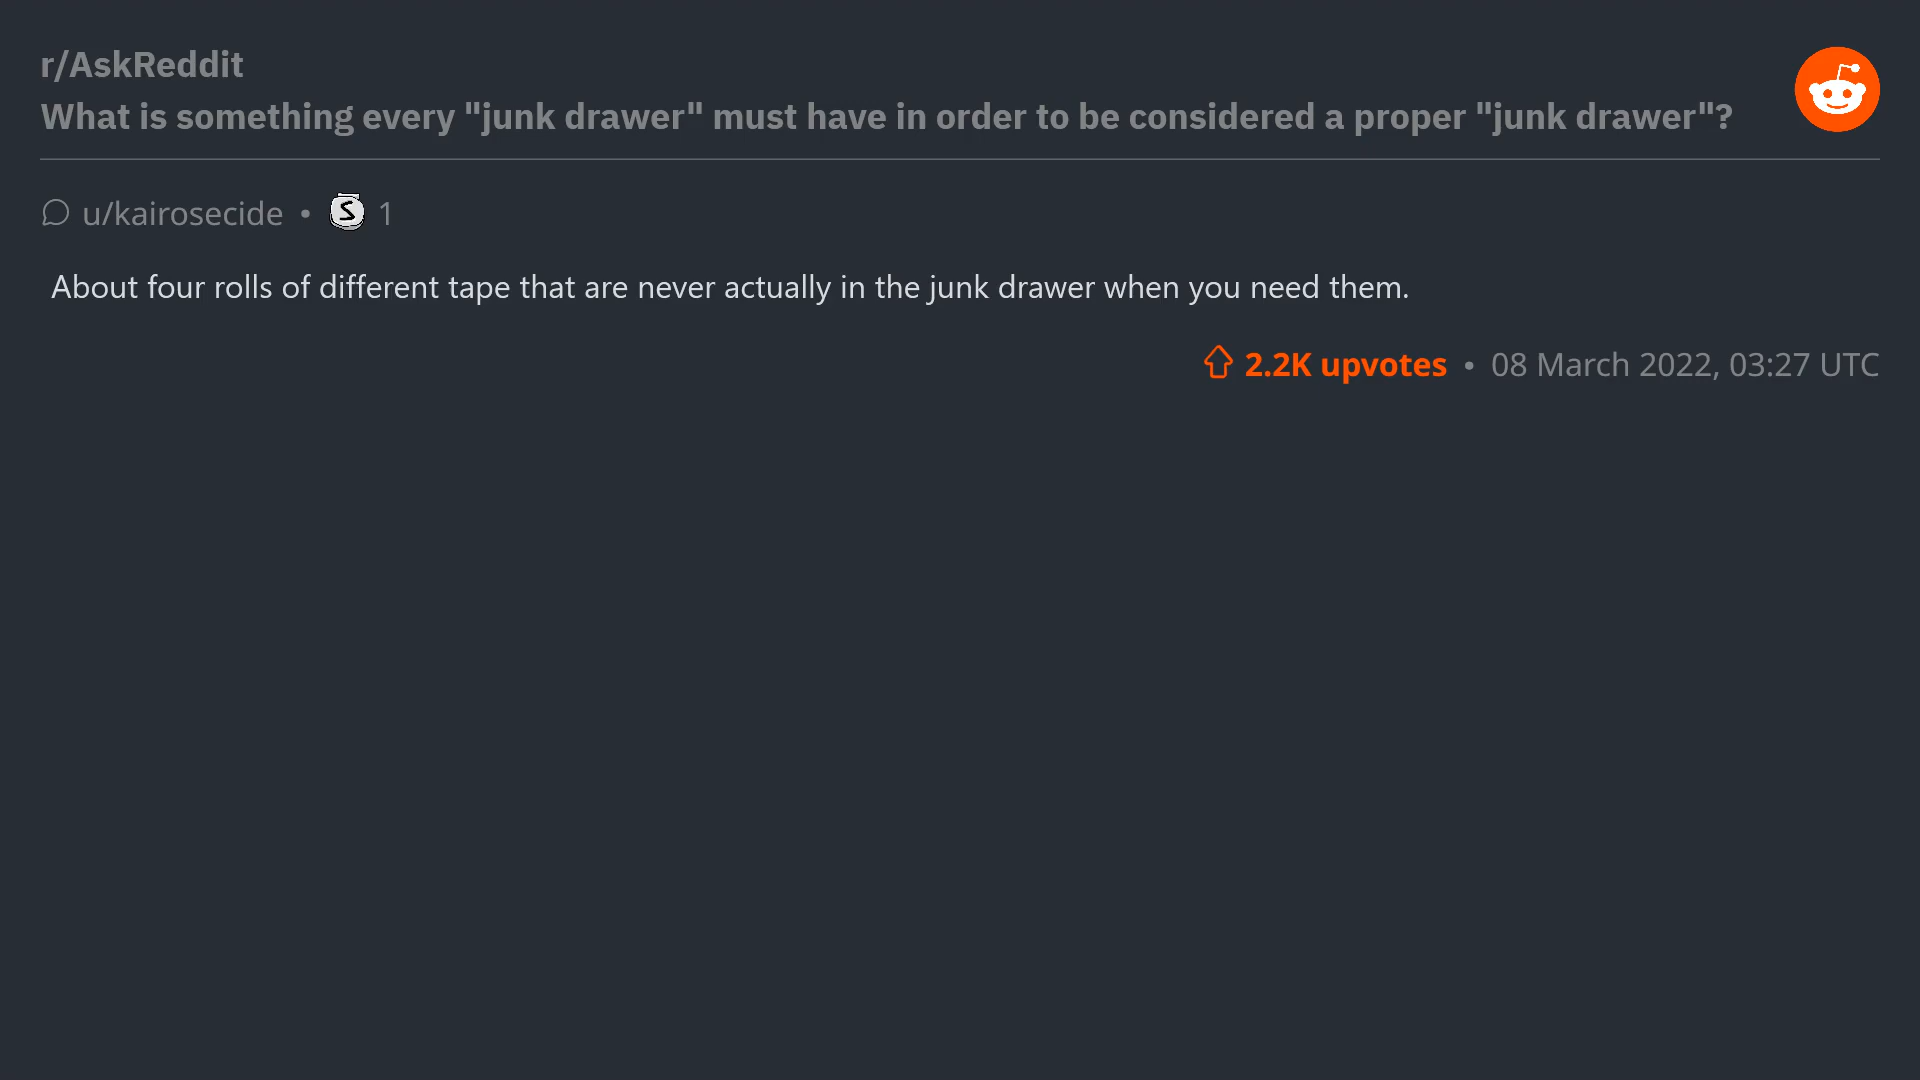 r/AskReddit
What is something every "junk drawer" must have in order to be considered a proper "junk drawer"?
u/kairosecide • S 1
About four rolls of different tape that are never actually in the junk drawer when you need them.
2.2K upvotes • 08 March 2022, 03:27 UTC